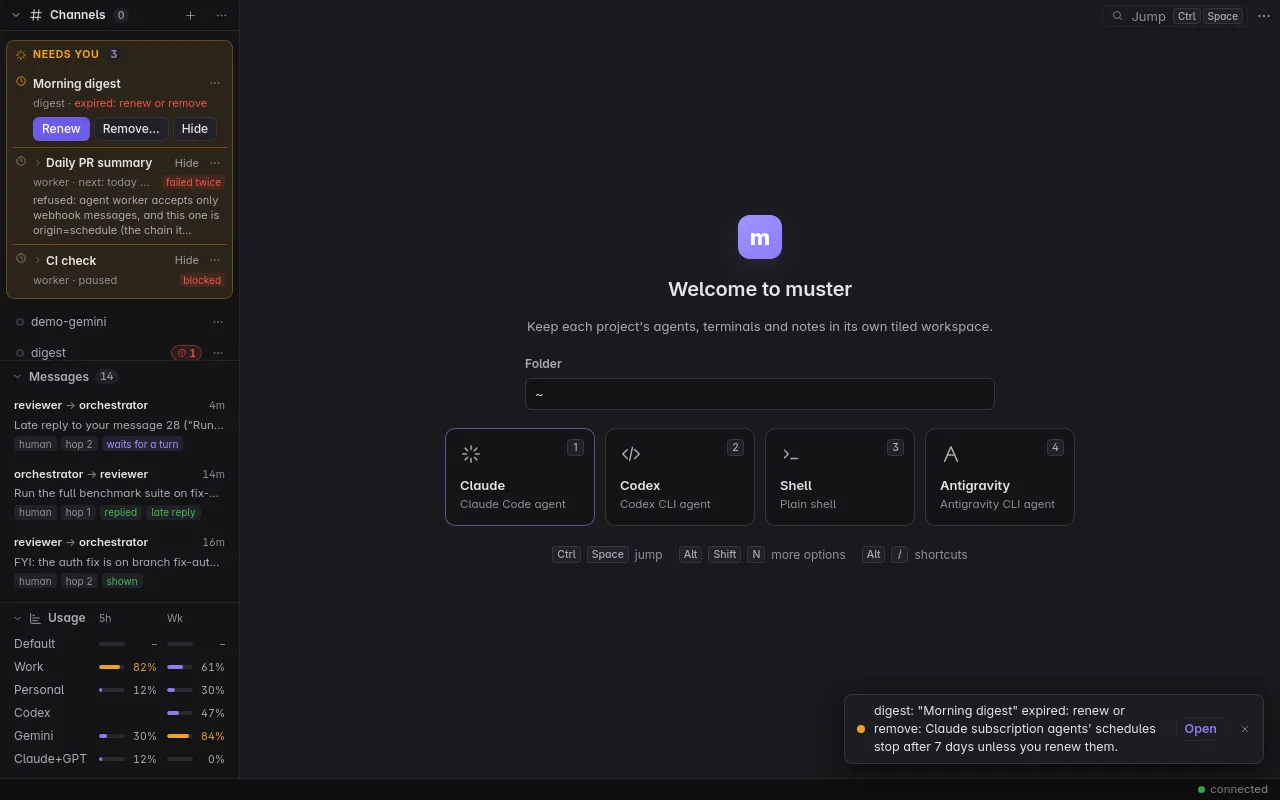 Channels 0
Jump Ctrl Space
NEEDS YOU 3
Morning digest
digest · expired: renew or remove
Renew Remove... Hide
Daily PR summary Hide
worker · next: today ... failed twice
refused: agent worker accepts only
webhook messages, and this one is
origin=schedule (the chain it...
CI check Hide
worker · paused blocked
demo-gemini
digest 1
Messages 14
reviewer → orchestrator 4m
Late reply to your message 28 ("Run...
human hop 2 waits for a turn
orchestrator → reviewer 14m
Run the full benchmark suite on fix-...
human hop 1 replied late reply
reviewer → orchestrator 16m
FYI: the auth fix is on branch fix-aut...
human hop 2 shown
Usage 5h Wk
Default – –
Work 82% 61%
Personal 12% 30%
Codex 47%
Gemini 30% 84%
Claude+GPT 12% 0%
m
Welcome to muster
Keep each project's agents, terminals and notes in its own tiled workspace.
Folder
~
1 2 3 4
Claude Codex Shell Antigravity
Claude Code agent Codex CLI agent Plain shell Antigravity CLI agent
Ctrl Space jump Alt Shift N more options Alt / shortcuts
digest: "Morning digest" expired: renew or
remove: Claude subscription agents' schedules
stop after 7 days unless you renew them.
Open
connected